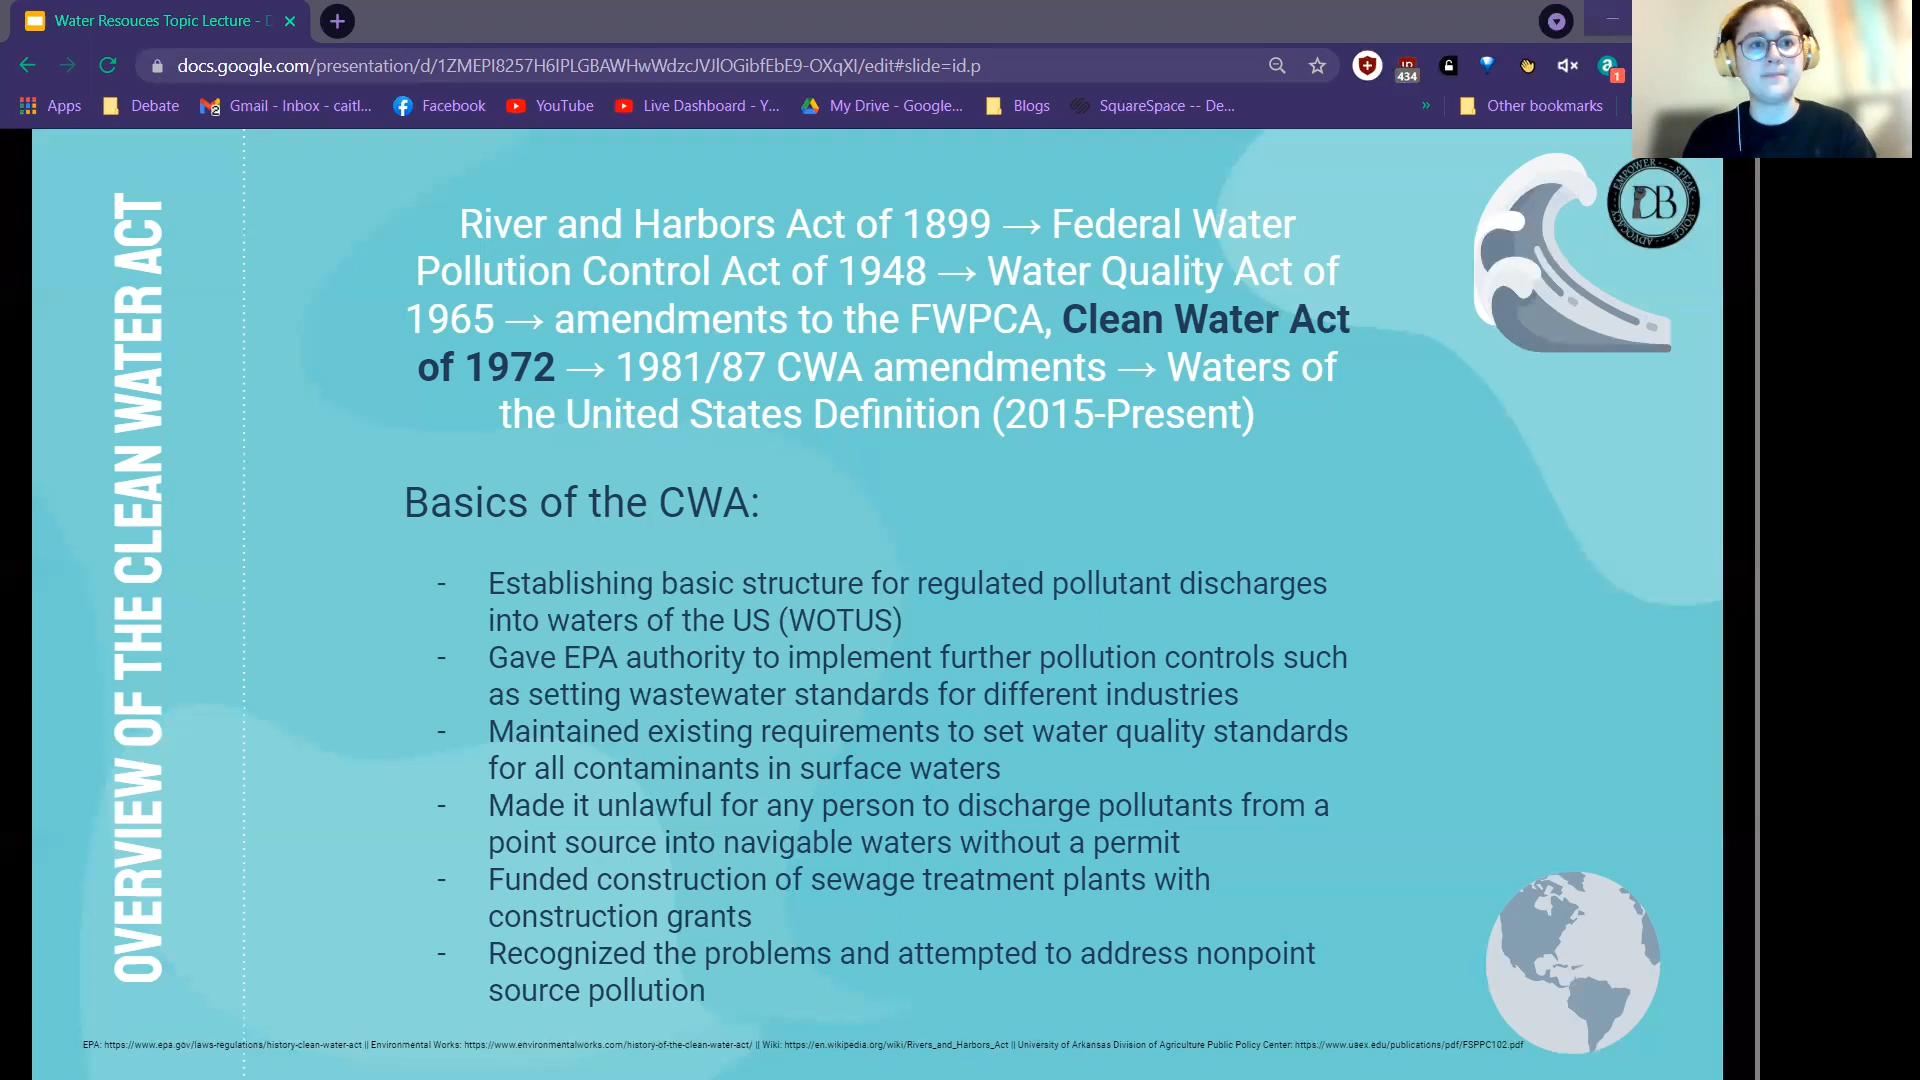 Water Resouces Topic Lecture - D
docs.google.com/presentation/d/1ZMEPI8257H6IPLGBAWHwWdzcJVJlOGibfEbE9-OXqXI/edit#slide=id.p
434
1
Apps
Debate
2
Gmail - Inbox - caitl...
Facebook
YouTube
Live Dashboard - Y...
My Drive - Google...
Blogs
SquareSpace -- De...
»
Other bookmarks
EMPOWER --- SPEAK --- VOICE --- ADVOCACY
DB
OVERVIEW OF THE CLEAN WATER ACT
River and Harbors Act of 1899 → Federal Water
Pollution Control Act of 1948 → Water Quality Act of
1965 → amendments to the FWPCA, Clean Water Act
of 1972 → 1981/87 CWA amendments → Waters of
the United States Definition (2015-Present)
Basics of the CWA:
- Establishing basic structure for regulated pollutant discharges
into waters of the US (WOTUS)
- Gave EPA authority to implement further pollution controls such
as setting wastewater standards for different industries
- Maintained existing requirements to set water quality standards
for all contaminants in surface waters
- Made it unlawful for any person to discharge pollutants from a
point source into navigable waters without a permit
- Funded construction of sewage treatment plants with
construction grants
- Recognized the problems and attempted to address nonpoint
source pollution
EPA: https://www.epa.gov/laws-regulations/history-clean-water-act || Environmental Works: https://www.environmentalworks.com/history-of-the-clean-water-act/ || Wiki: https://en.wikipedia.org/wiki/Rivers_and_Harbors_Act || University of Arkansas Division of Agriculture Public Policy Center: https://www.uaex.edu/publications/pdf/FSPPC102.pdf